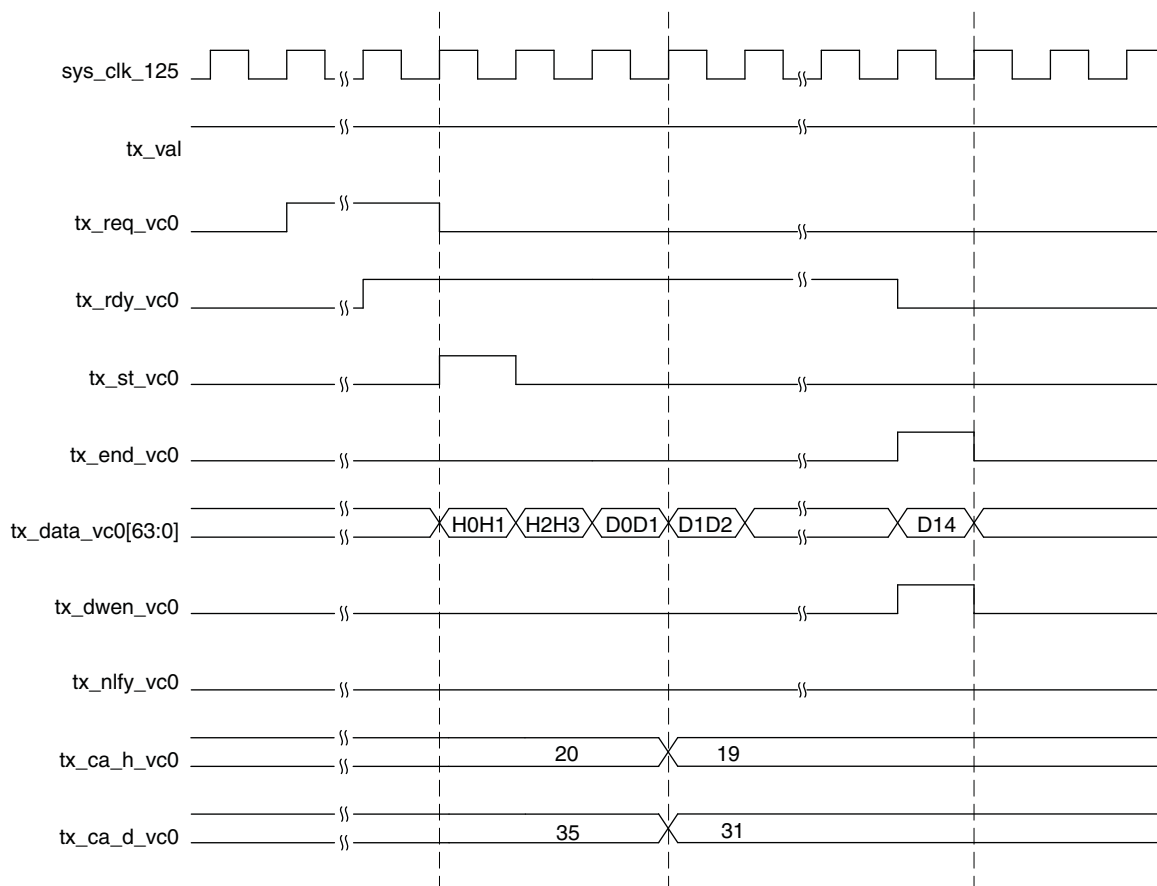 sys_clk_125
tx_val
tx_req_vc0
tx_rdy_vc0
tx_st_vc0
tx_end_vc0
tx_data_vc0[63:0] H0H1 H2H3 D0D1 D1D2 D14
tx_dwen_vc0
tx_nlfy_vc0
tx_ca_h_vc0 20 19
tx_ca_d_vc0 35 31